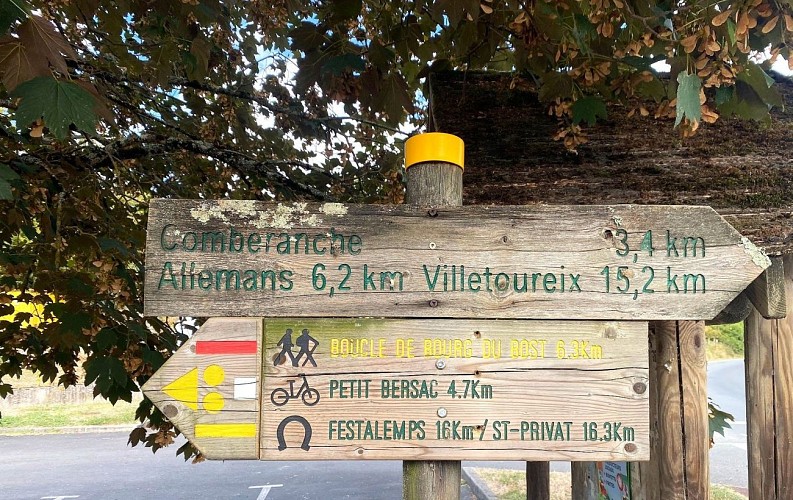 Comberanche 3,4 km
Allemans 6,2 km Villetoureix 15,2 km
BOUCLE DE BOURG DU BOST 6.3Km
PETIT BERSAC 4.7Km
FESTALEMPS 16Km / ST-PRIVAT 16.3Km